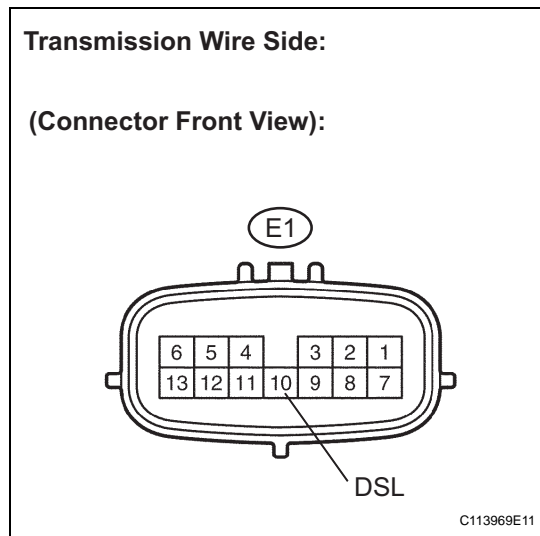 Transmission Wire Side:
(Connector Front View):
E1
6 5 4 3 2 1
13 12 11 10 9 8 7
DSL
C113969E11